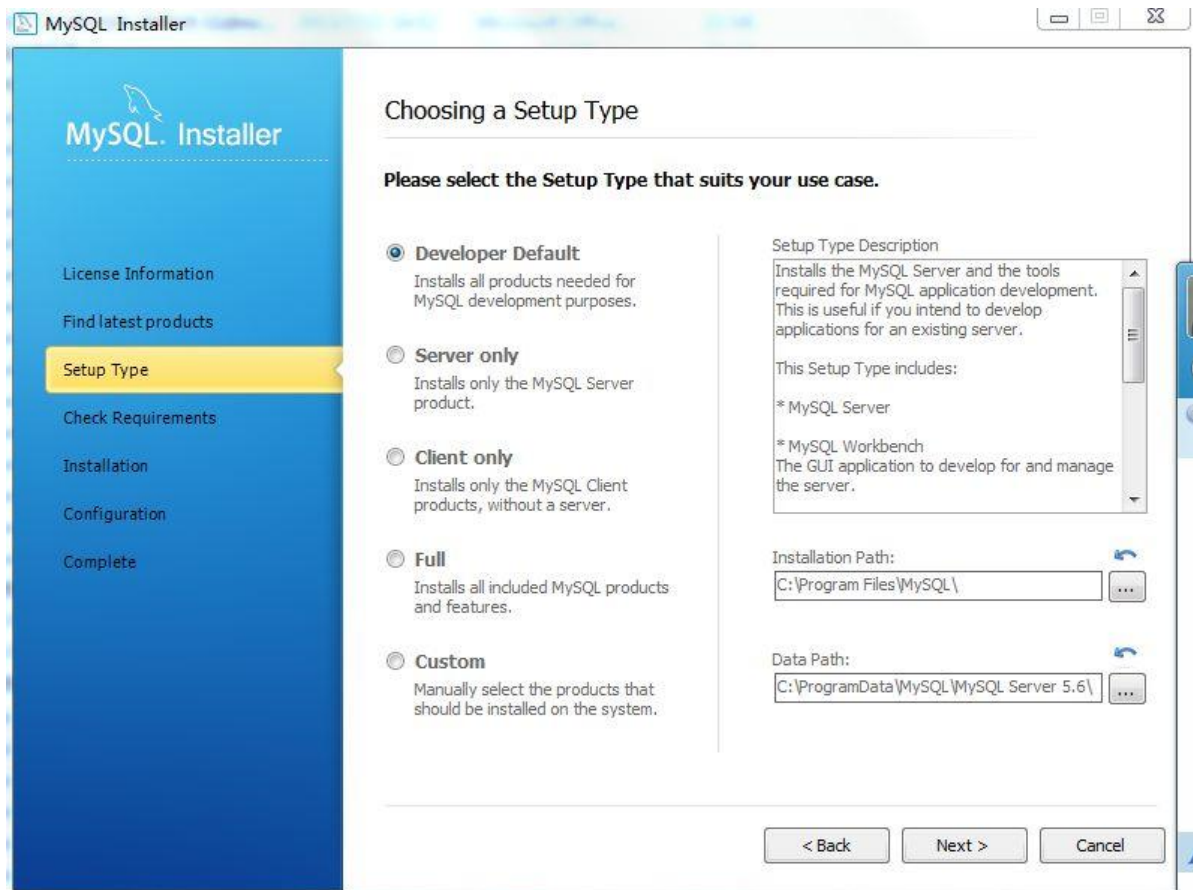 MySQL Installer
MySQL. Installer
License Information
Find latest products
Setup Type
Check Requirements
Installation
Configuration
Complete
Choosing a Setup Type
Please select the Setup Type that suits your use case.
Developer Default
Installs all products needed for
MySQL development purposes.
Server only
Installs only the MySQL Server
product.
Client only
Installs only the MySQL Client
products, without a server.
Full
Installs all included MySQL products
and features.
Custom
Manually select the products that
should be installed on the system.
Setup Type Description
Installs the MySQL Server and the tools
required for MySQL application development.
This is useful if you intend to develop
applications for an existing server.
This Setup Type includes:
* MySQL Server
* MySQL Workbench
The GUI application to develop for and manage
the server.
Installation Path:
C:\Program Files\MySQL\
...
Data Path:
C:\ProgramData\MySQL\MySQL Server 5.6\
...
< Back
Next >
Cancel